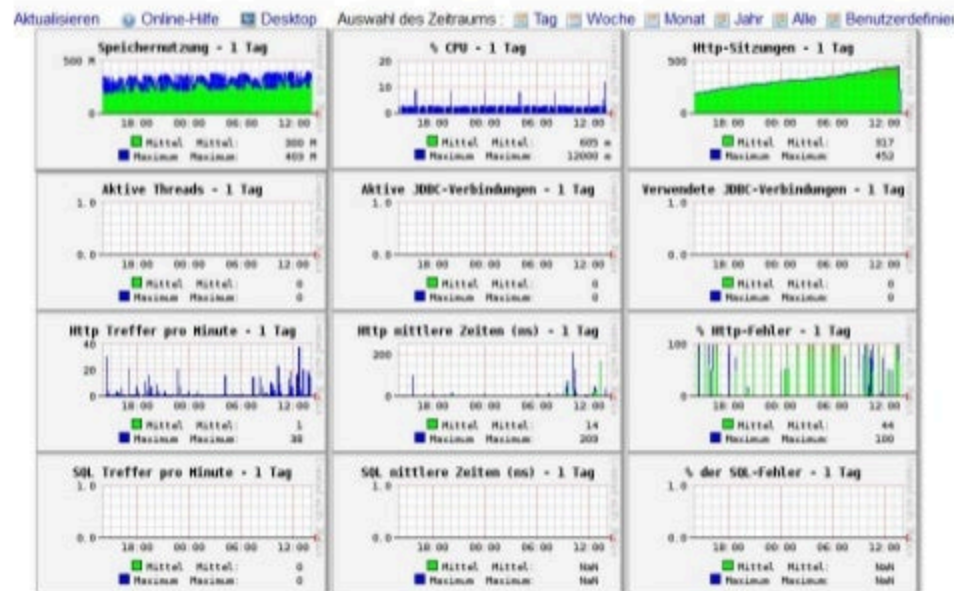 Aktualisieren Online-Hilfe Desktop Auswahl des Zeitraums : Tag Woche Monat Jahr Alle Benutzerdefinier
Speichernutzung - 1 Tag
500 M
0
18:00 00:00 06:00 12:00
Mittel Mittel:
Maximum Maximum: 469 M
% CPU - 1 Tag
20
10
0
18:00 00:00 06:00 12:00
Mittel Mittel: 605 m
Maximum Maximum: 12000 m
Http-Sitzungen - 1 Tag
500
0
18:00 00:00 06:00 12:00
Mittel Mittel: 317
Maximum Maximum: 452
Aktive Threads - 1 Tag
1.0
0.0
18:00 00:00 06:00 12:00
Mittel Mittel: 0
Maximum Maximum: 0
Aktive JDBC-Verbindungen - 1 Tag
1.0
0.0
18:00 00:00 06:00 12:00
Mittel Mittel: 0
Maximum Maximum: 0
Verwendete JDBC-Verbindungen - 1 Tag
1.0
0.0
18:00 00:00 06:00 12:00
Mittel Mittel: 0
Maximum Maximum: 0
Http Treffer pro Minute - 1 Tag
40
20
0
18:00 00:00 06:00 12:00
Mittel Mittel: 1
Maximum Maximum: 38
Http mittlere Zeiten (ms) - 1 Tag
200
0
18:00 00:00 06:00 12:00
Mittel Mittel: 14
Maximum Maximum: 209
% Http-Fehler - 1 Tag
100
0
18:00 00:00 06:00 12:00
Mittel Mittel: 44
Maximum Maximum: 100
SQL Treffer pro Minute - 1 Tag
1.0
0.0
18:00 00:00 06:00 12:00
Mittel Mittel: 0
Maximum Maximum: 0
SQL mittlere Zeiten (ms) - 1 Tag
1.0
0.0
18:00 00:00 06:00 12:00
Mittel Mittel: NaN
Maximum Maximum: NaN
% der SQL-Fehler - 1 Tag
1.0
0.0
18:00 00:00 06:00 12:00
Mittel Mittel: NaN
Maximum Maximum: NaN